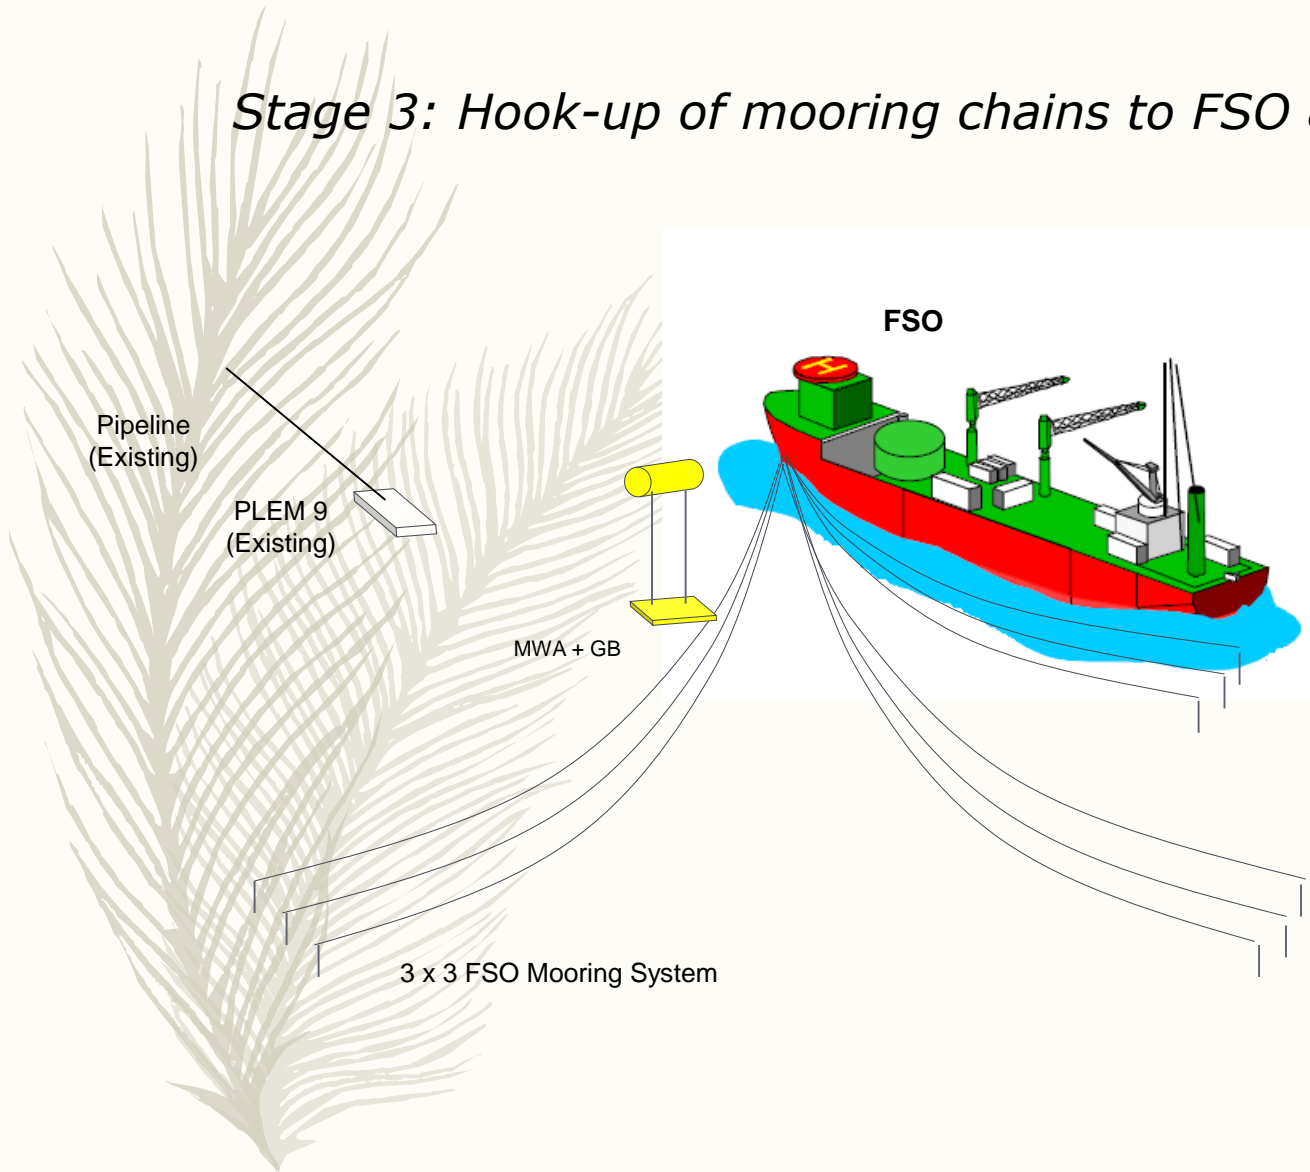 Stage 3: Hook-up of mooring chains to FSO
FSO
H
Pipeline
(Existing)
PLEM 9
(Existing)
MWA + GB
3 x 3 FSO Mooring System